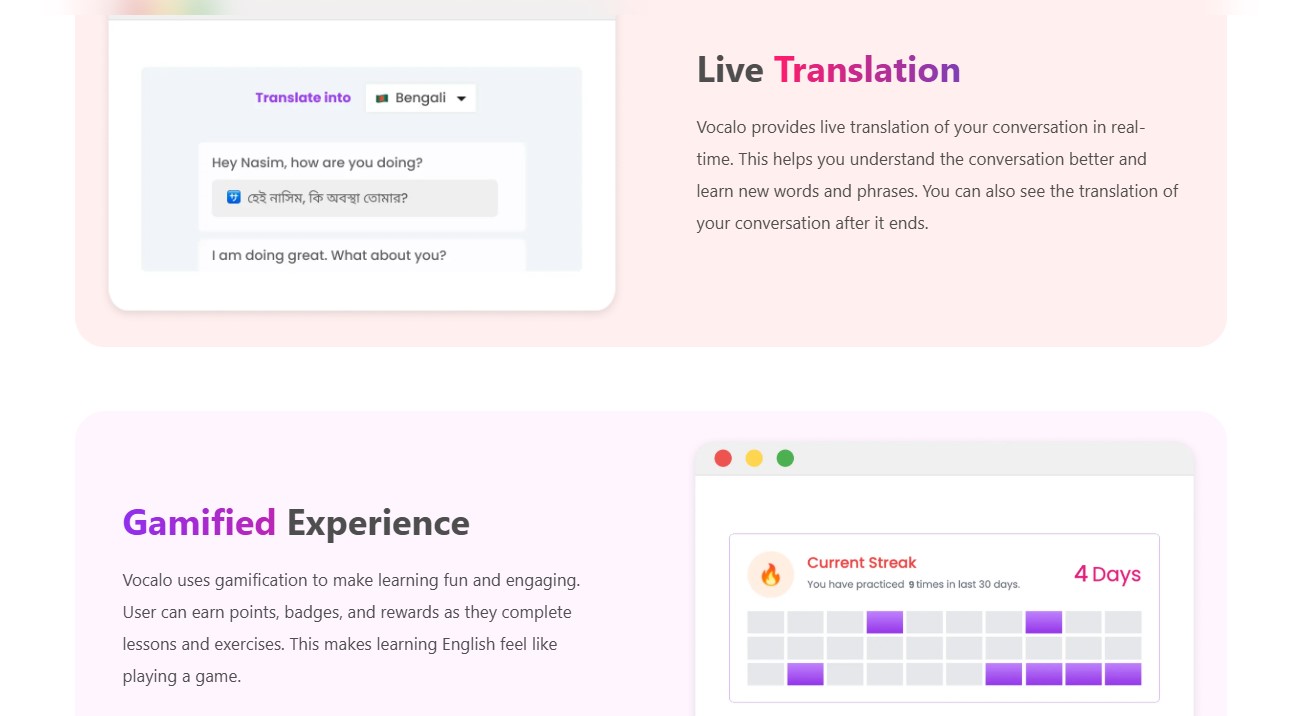 Translate into Bengali
Hey Nasim, how are you doing?
হেই নাসিম, কি অবস্থা তোমার?
I am doing great. What about you?
Live Translation
Vocalo provides live translation of your conversation in real-
time. This helps you understand the conversation better and
learn new words and phrases. You can also see the translation of
your conversation after it ends.
Gamified Experience
Vocalo uses gamification to make learning fun and engaging.
User can earn points, badges, and rewards as they complete
lessons and exercises. This makes learning English feel like
playing a game.
Current Streak
You have practiced 9 times in last 30 days.
4 Days